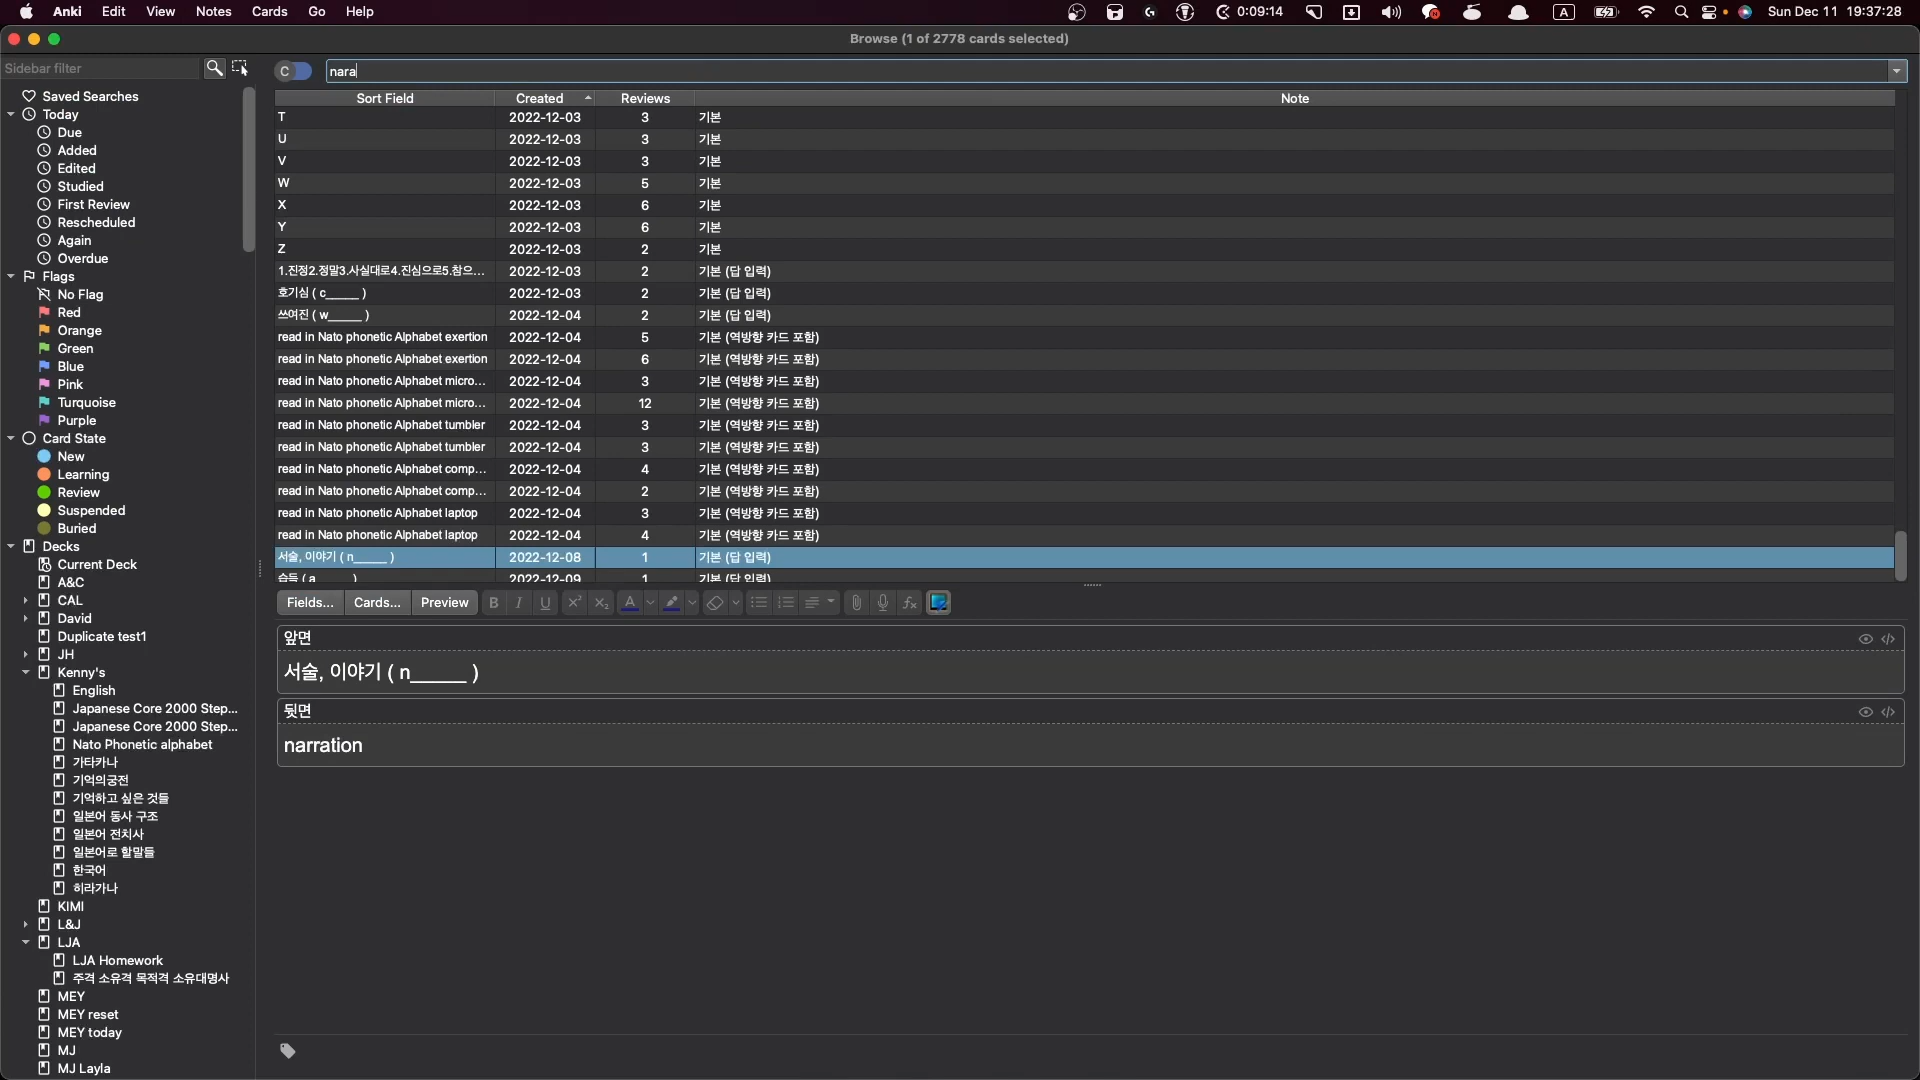 Anki Edit View Notes Cards Go Help 0:09:14 A Sun Dec 11 19:37:28
Browse (1 of 2778 cards selected)
Sidebar filter
C
nara
Saved Searches
Today
Due
Added
Edited
Studied
First Review
Rescheduled
Again
Overdue
Flags
No Flag
Red
Orange
Green
Blue
Pink
Turquoise
Purple
Card State
New
Learning
Review
Suspended
Buried
Decks
Current Deck
A&C
CAL
David
Duplicate test1
JH
Kenny's
English
Japanese Core 2000 Step...
Japanese Core 2000 Step...
Nato Phonetic alphabet
가타카나
기억의궁전
기억하고 싶은 것들
일본어 동사 구조
일본어 전치사
일본어로 할말들
한국어
히라가나
KIMI
L&J
LJA
LJA Homework
주격 소유격 목적격 소유대명사
MEY
MEY reset
MEY today
MJ
MJ Layla
Sort Field Created Reviews Note
T 2022-12-03 3 기본
U 2022-12-03 3 기본
V 2022-12-03 3 기본
W 2022-12-03 5 기본
X 2022-12-03 6 기본
Y 2022-12-03 6 기본
Z 2022-12-03 2 기본
1.진정2.정말3.사실대로4.진심으로5.참으... 2022-12-03 2 기본 (답 입력)
호기심 ( c_____ ) 2022-12-03 2 기본 (답 입력)
쓰여진 ( w_____ ) 2022-12-04 2 기본 (답 입력)
read in Nato phonetic Alphabet exertion 2022-12-04 5 기본 (역방향 카드 포함)
read in Nato phonetic Alphabet exertion 2022-12-04 6 기본 (역방향 카드 포함)
read in Nato phonetic Alphabet micro... 2022-12-04 3 기본 (역방향 카드 포함)
read in Nato phonetic Alphabet micro... 2022-12-04 12 기본 (역방향 카드 포함)
read in Nato phonetic Alphabet tumbler 2022-12-04 3 기본 (역방향 카드 포함)
read in Nato phonetic Alphabet tumbler 2022-12-04 3 기본 (역방향 카드 포함)
read in Nato phonetic Alphabet comp... 2022-12-04 4 기본 (역방향 카드 포함)
read in Nato phonetic Alphabet comp... 2022-12-04 2 기본 (역방향 카드 포함)
read in Nato phonetic Alphabet laptop 2022-12-04 3 기본 (역방향 카드 포함)
read in Nato phonetic Alphabet laptop 2022-12-04 4 기본 (역방향 카드 포함)
서술, 이야기 ( n_____ ) 2022-12-08 1 기본 (답 입력)
습득 ( a_____ ) 2022-12-09 1 기본 (답 입력)
Fields... Cards... Preview B I U x² x₂ A fx
앞면
서술, 이야기 ( n_____ )
뒷면
narration